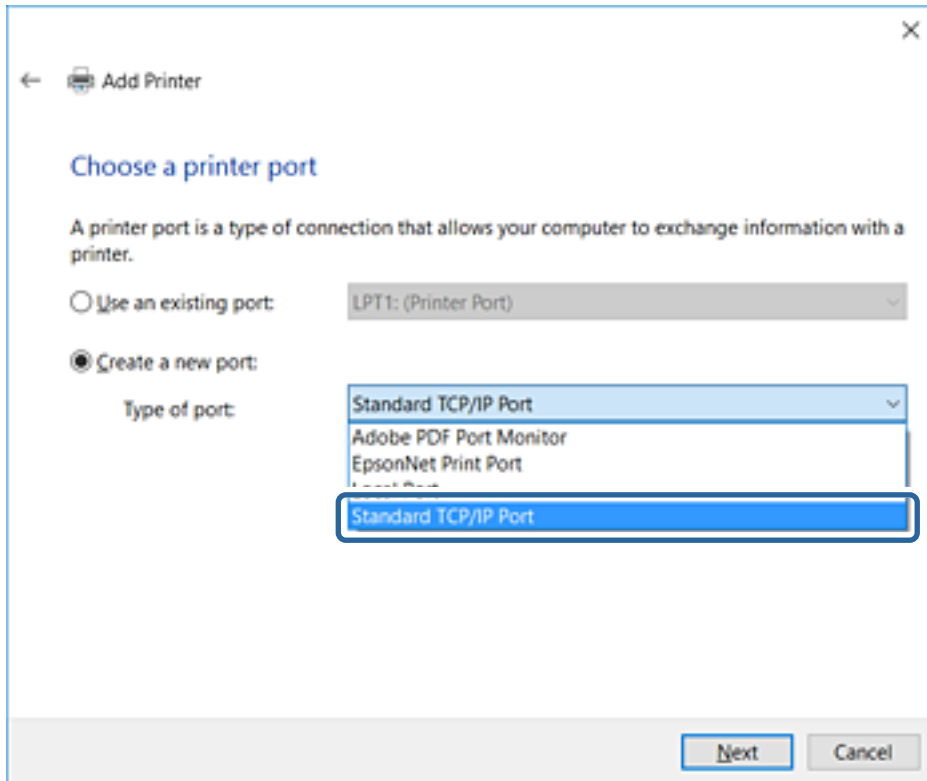 Add Printer
Choose a printer port
A printer port is a type of connection that allows your computer to exchange information with a
printer.
Use an existing port:
LPT1: (Printer Port)
Create a new port:
Type of port:
Standard TCP/IP Port
Adobe PDF Port Monitor
EpsonNet Print Port
Local Port
Standard TCP/IP Port
Next
Cancel